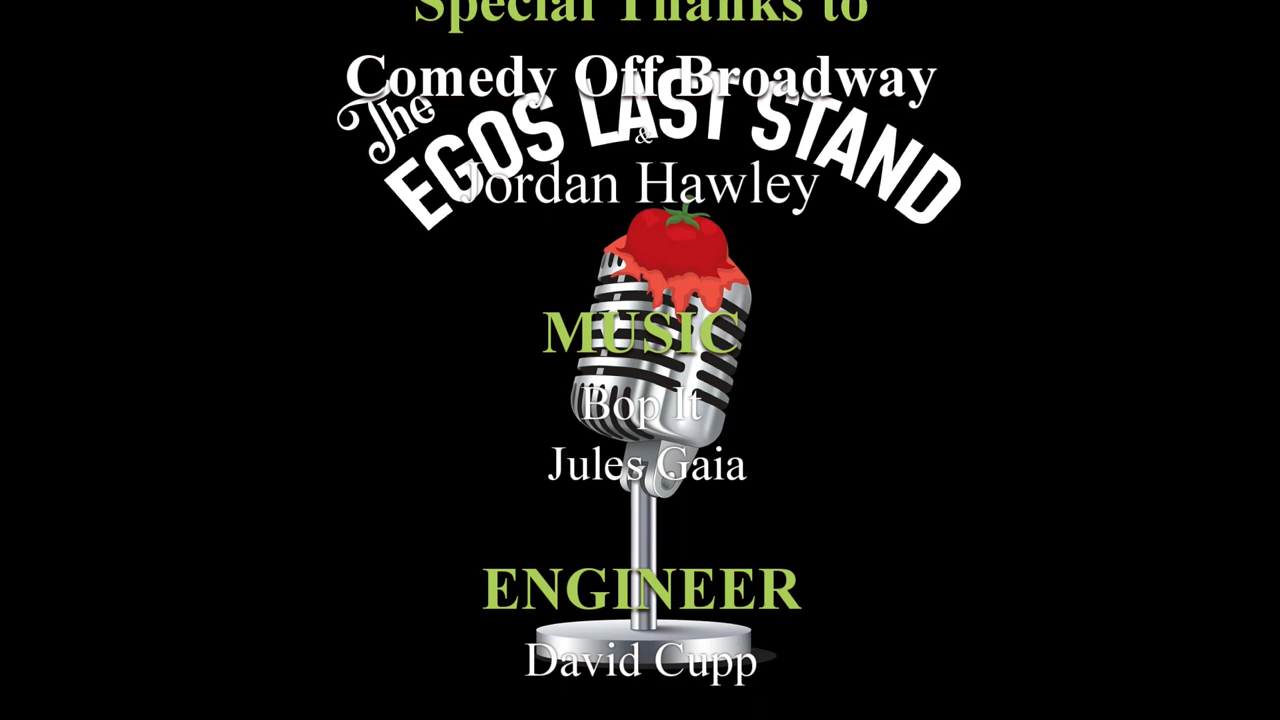 Special Thanks to
Comedy Off Broadway
The
EGOS LAST STAND
&
Jordan Hawley
MUSIC
Bop It
Jules Gaia
ENGINEER
David Cupp